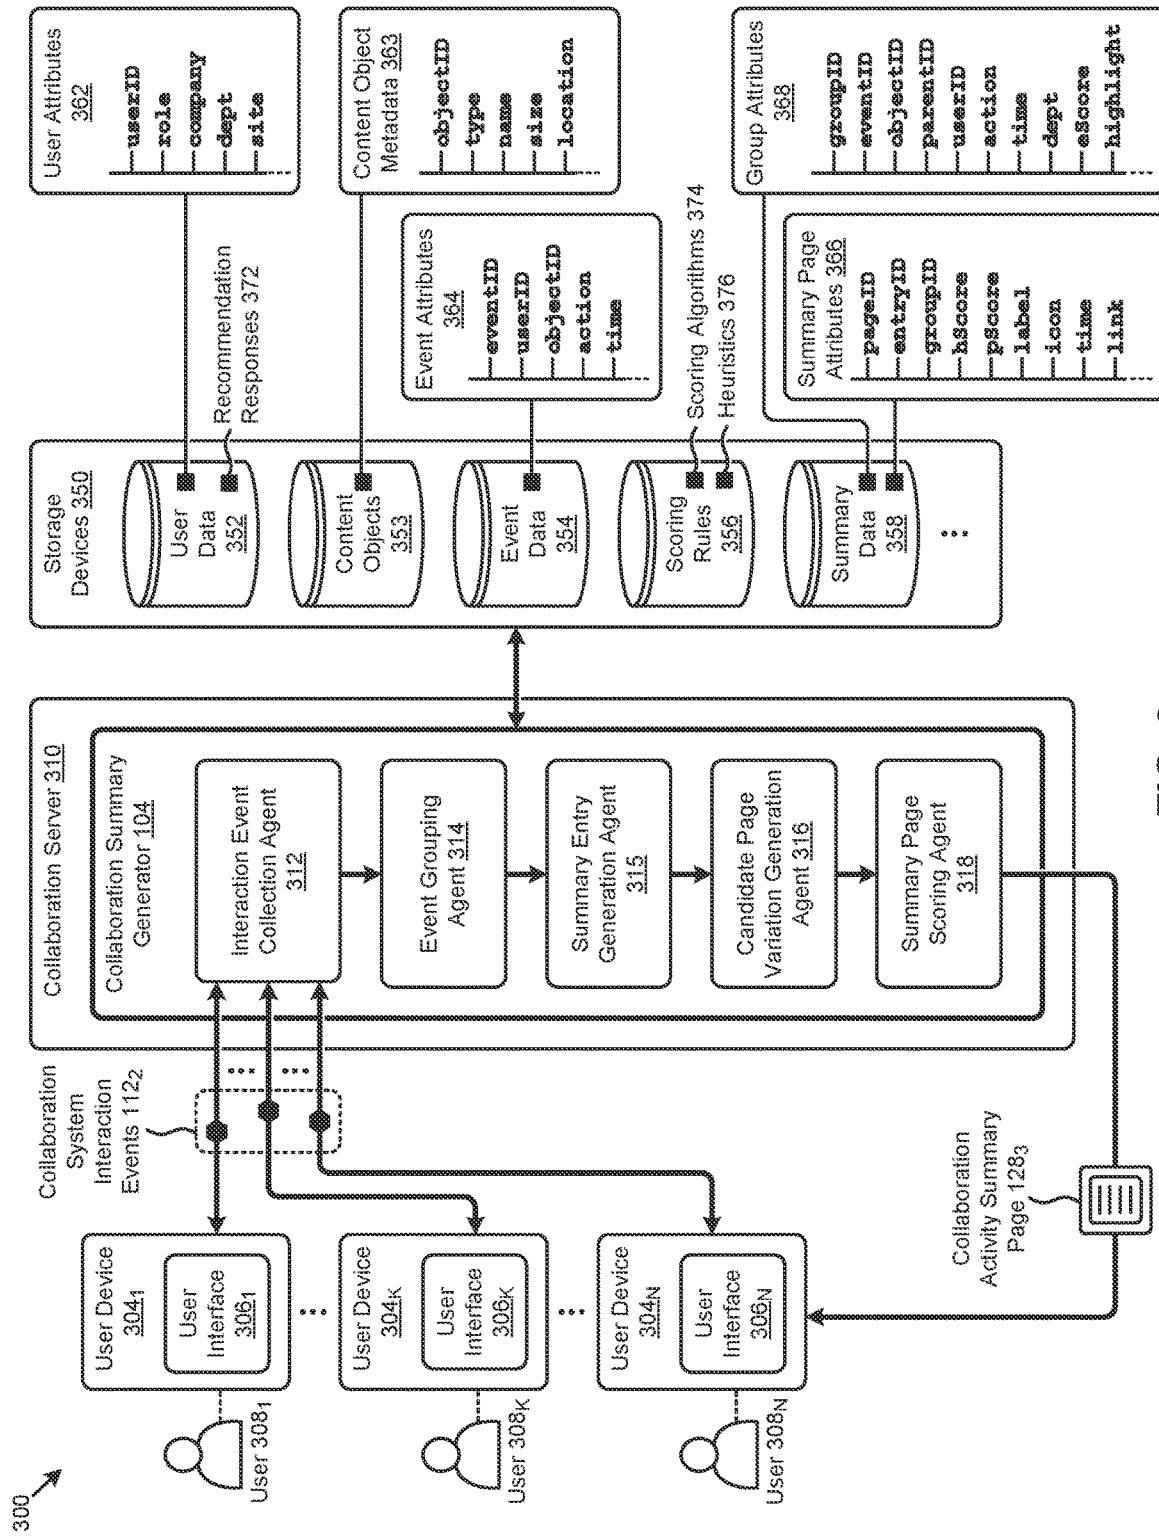 300
User 308₁
User 308K
User 308N
User Device
304₁
User
Interface
306₁
User Device
304K
User
Interface
306K
User Device
304N
User
Interface
306N
Collaboration
System
Interaction
Events 112₂
Collaboration
Activity Summary
Page 128₃
Collaboration Server 310
Collaboration Summary
Generator 104
Interaction Event
Collection Agent
312
Event Grouping
Agent 314
Summary Entry
Generation Agent
315
Candidate Page
Variation Generation
Agent 316
Summary Page
Scoring Agent
318
Storage
Devices 350
User
Data
352
Content
Objects
353
Event
Data
354
Scoring
Rules
356
Summary
Data
358
Recommendation
Responses 372
Scoring Algorithms 374
Heuristics 376
User Attributes
362
userID
role
company
dept
site
Content Object
Metadata 363
objectID
type
name
size
location
Event Attributes
364
eventID
userID
objectID
action
time
Summary Page
Attributes 366
pageID
entryID
groupID
hScore
pScore
label
icon
time
link
Group Attributes
368
groupID
eventID
objectID
parentID
userID
action
time
dept
eScore
highlight